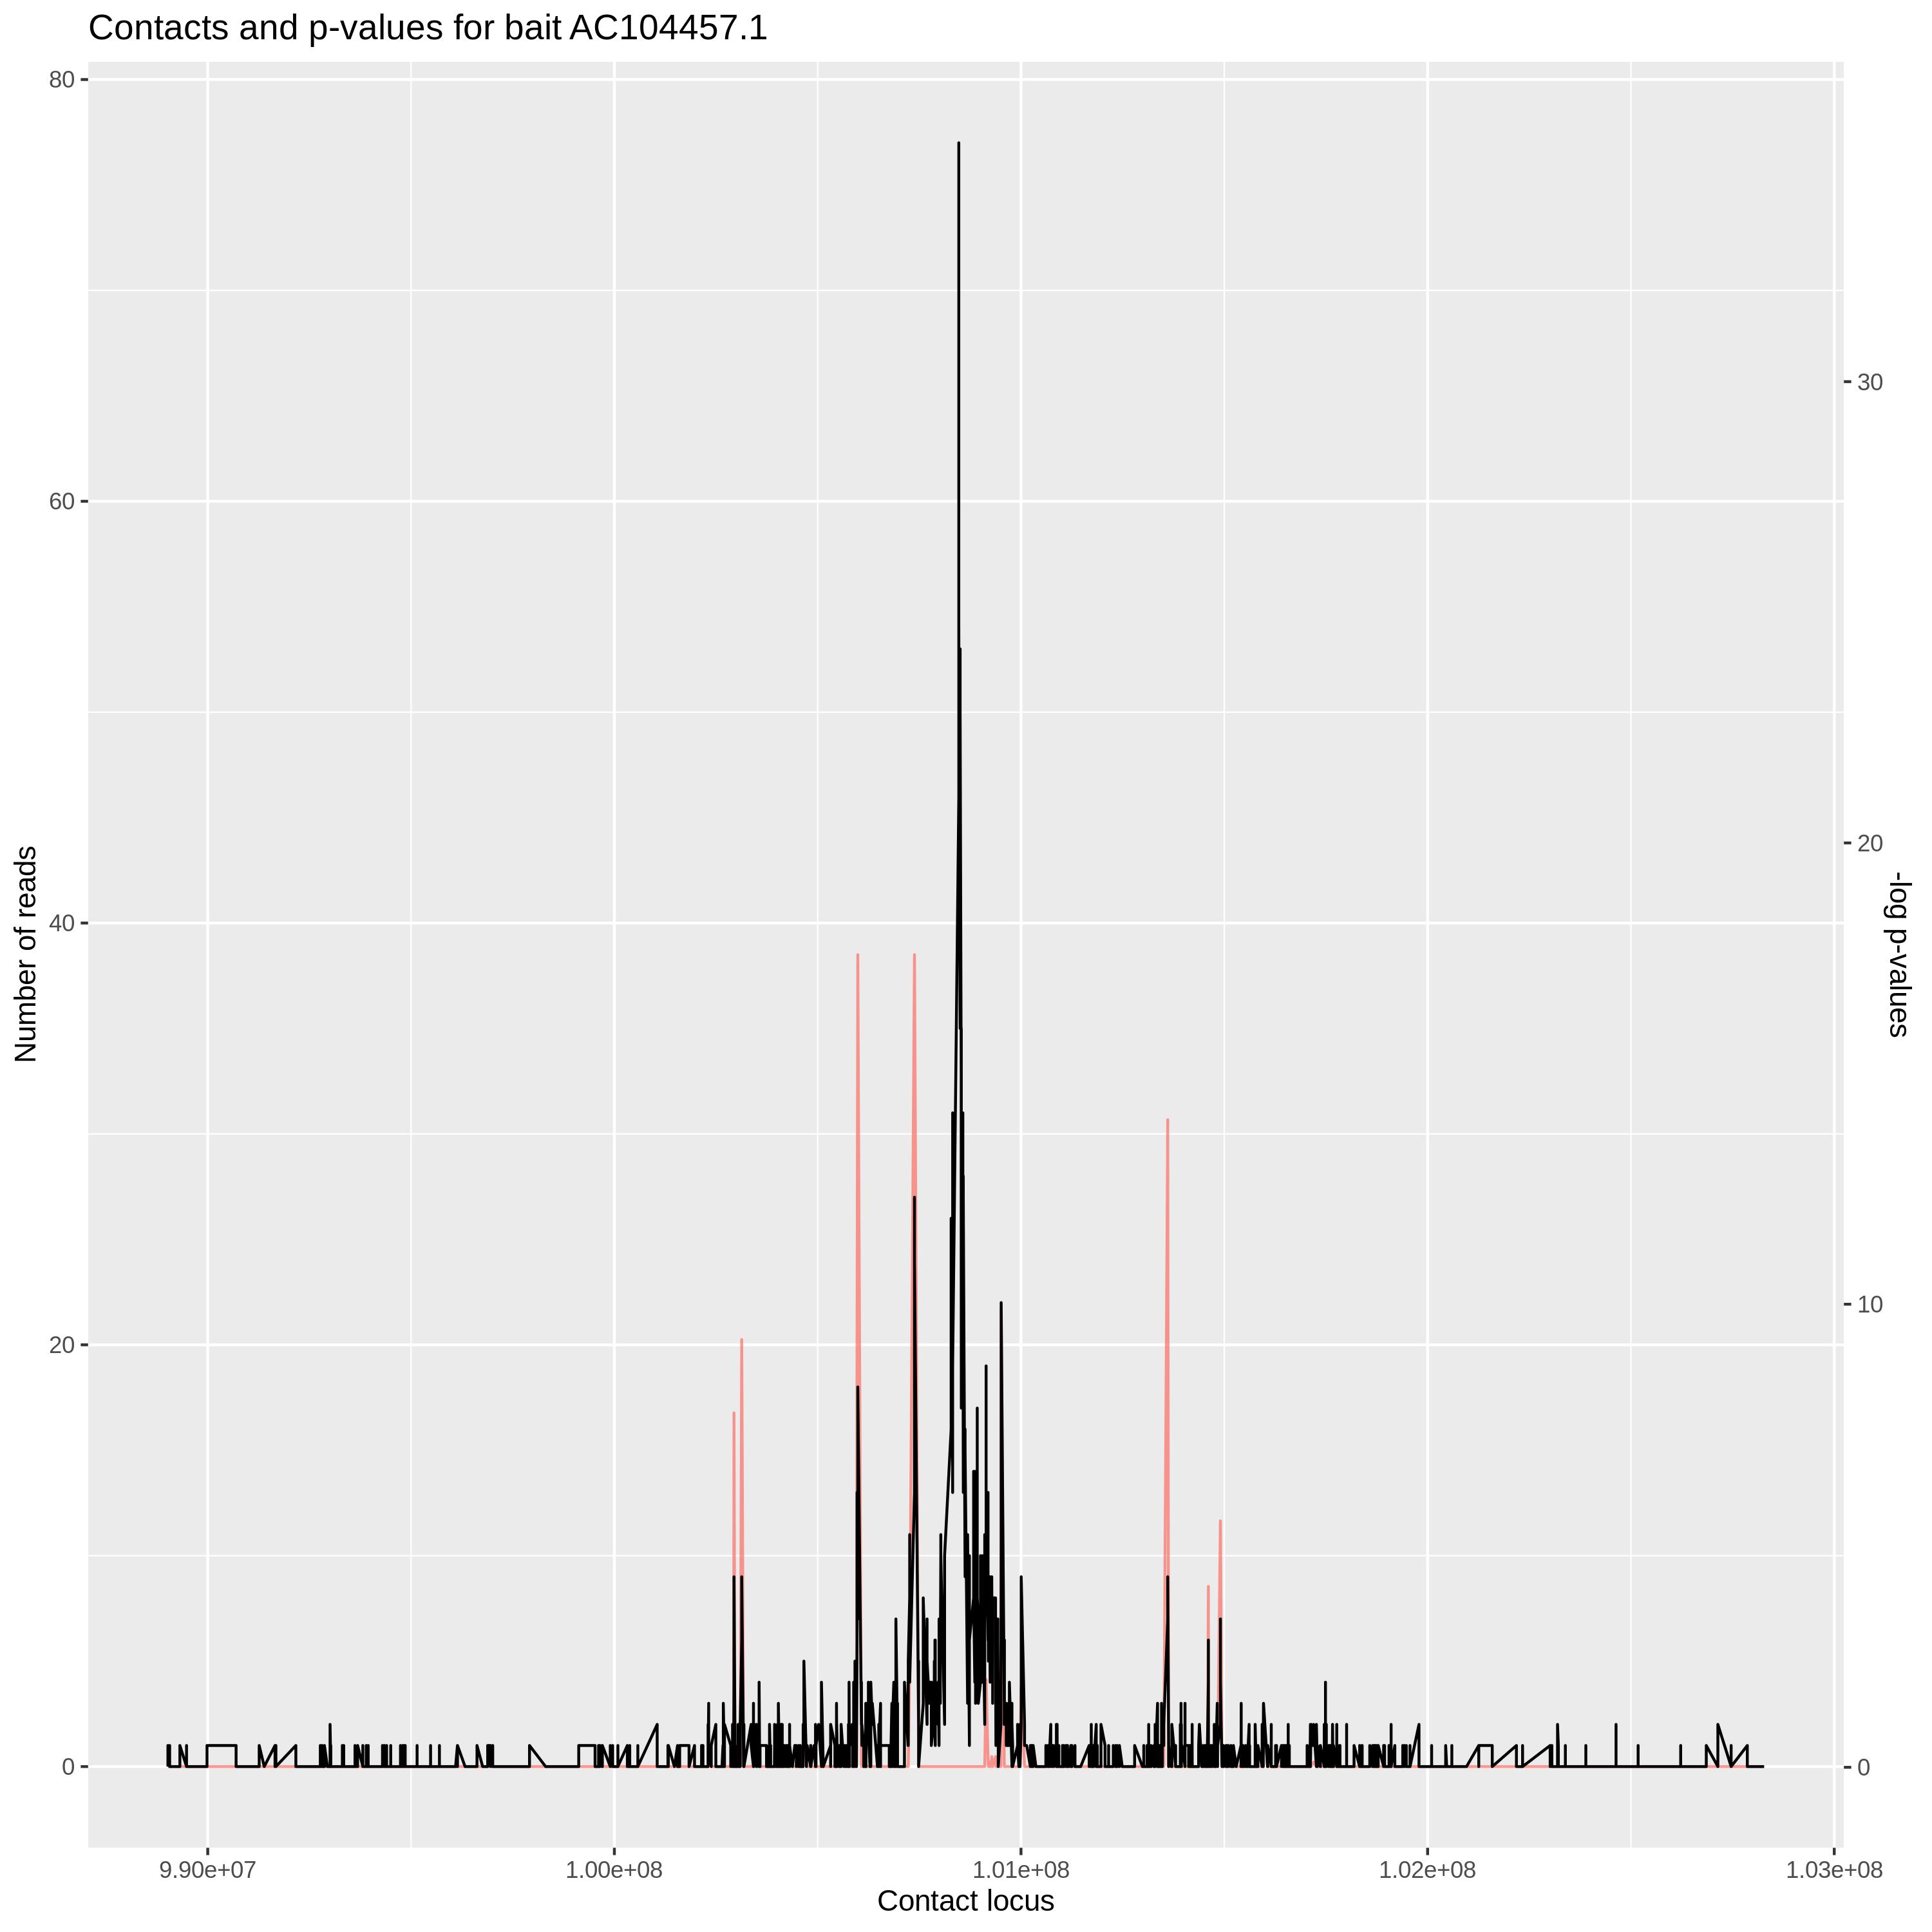 Contacts and p-values for bait AC104457.1
80
60
40
20
0
Number of reads
30
20
10
0
-log p-values
9.90e+07
1.00e+08
1.01e+08
1.02e+08
1.03e+08
Contact locus